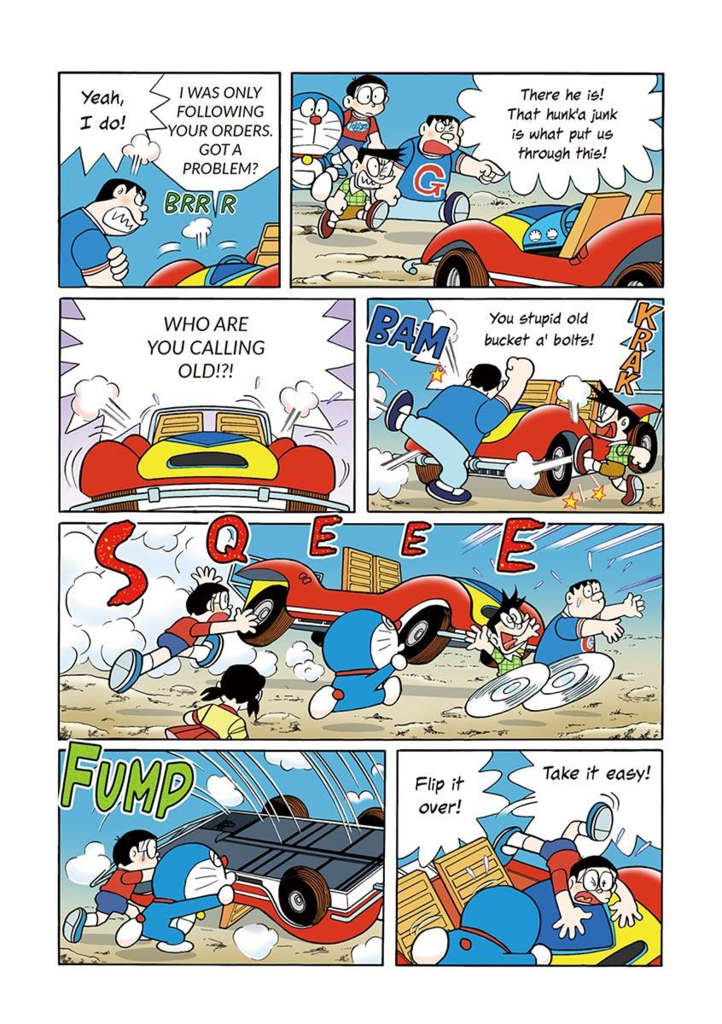 Yeah,
I do!
I WAS ONLY
FOLLOWING
YOUR ORDERS.
GOT A
PROBLEM?
BRR R
There he is!
That hunk'a junk
is what put us
through this!
G
WHO ARE
YOU CALLING
OLD!?!
BAM
You stupid old
bucket a' bolts!
KRAK
SQEEE
FUMP
Flip it
over!
Take it easy!